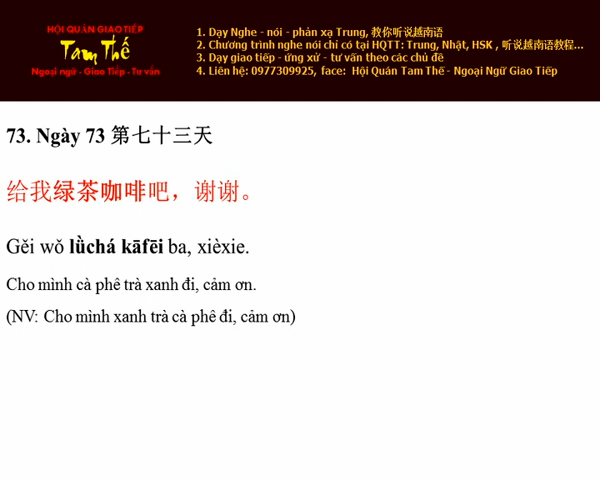 HỘI QUÁN GIAO TIẾP
Tam Thế
Ngoại ngữ - Giao Tiếp - Tư vấn
1. Dạy Nghe - nói - phản xạ Trung, 教你听说越南语
2. Chương trình nghe nói chỉ có tại HQTT: Trung, Nhật, HSK , 听说越南语教程...
3. Dạy giao tiếp - ứng xử - tư vấn theo các chủ đề
4. Liên hệ: 0977309925, face: Hội Quán Tam Thế - Ngoại Ngữ Giao Tiếp
73. Ngày 73 第七十三天
给我绿茶咖啡吧，谢谢。
Gěi wǒ lǜchá kāfēi ba, xièxie.
Cho mình cà phê trà xanh đi, cảm ơn.
(NV: Cho mình xanh trà cà phê đi, cảm ơn)